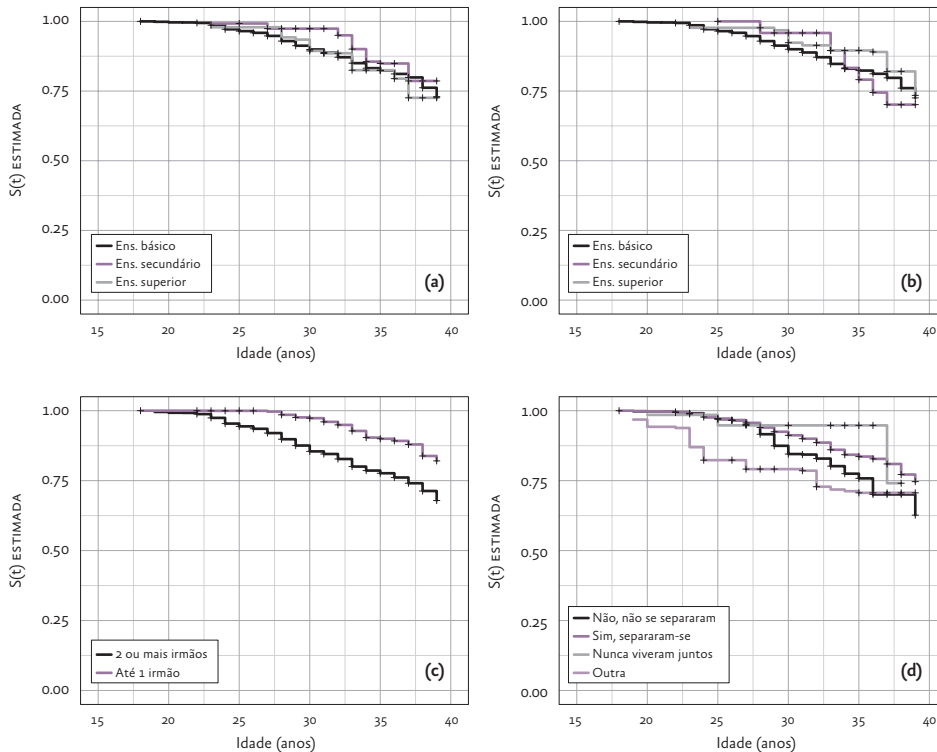 S(t) ESTIMADA
1.00
0.75
0.50
0.25
0.00
Ens. básico
Ens. secundário
Ens. superior
(a)
15 20 25 30 35 40
Idade (anos)
S(t) ESTIMADA
1.00
0.75
0.50
0.25
0.00
Ens. básico
Ens. secundário
Ens. superior
(b)
15 20 25 30 35 40
Idade (anos)
S(t) ESTIMADA
1.00
0.75
0.50
0.25
0.00
2 ou mais irmãos
Até 1 irmão
(c)
15 20 25 30 35 40
Idade (anos)
S(t) ESTIMADA
1.00
0.75
0.50
0.25
0.00
Não, não se separaram
Sim, separaram-se
Nunca viveram juntos
Outra
(d)
15 20 25 30 35 40
Idade (anos)